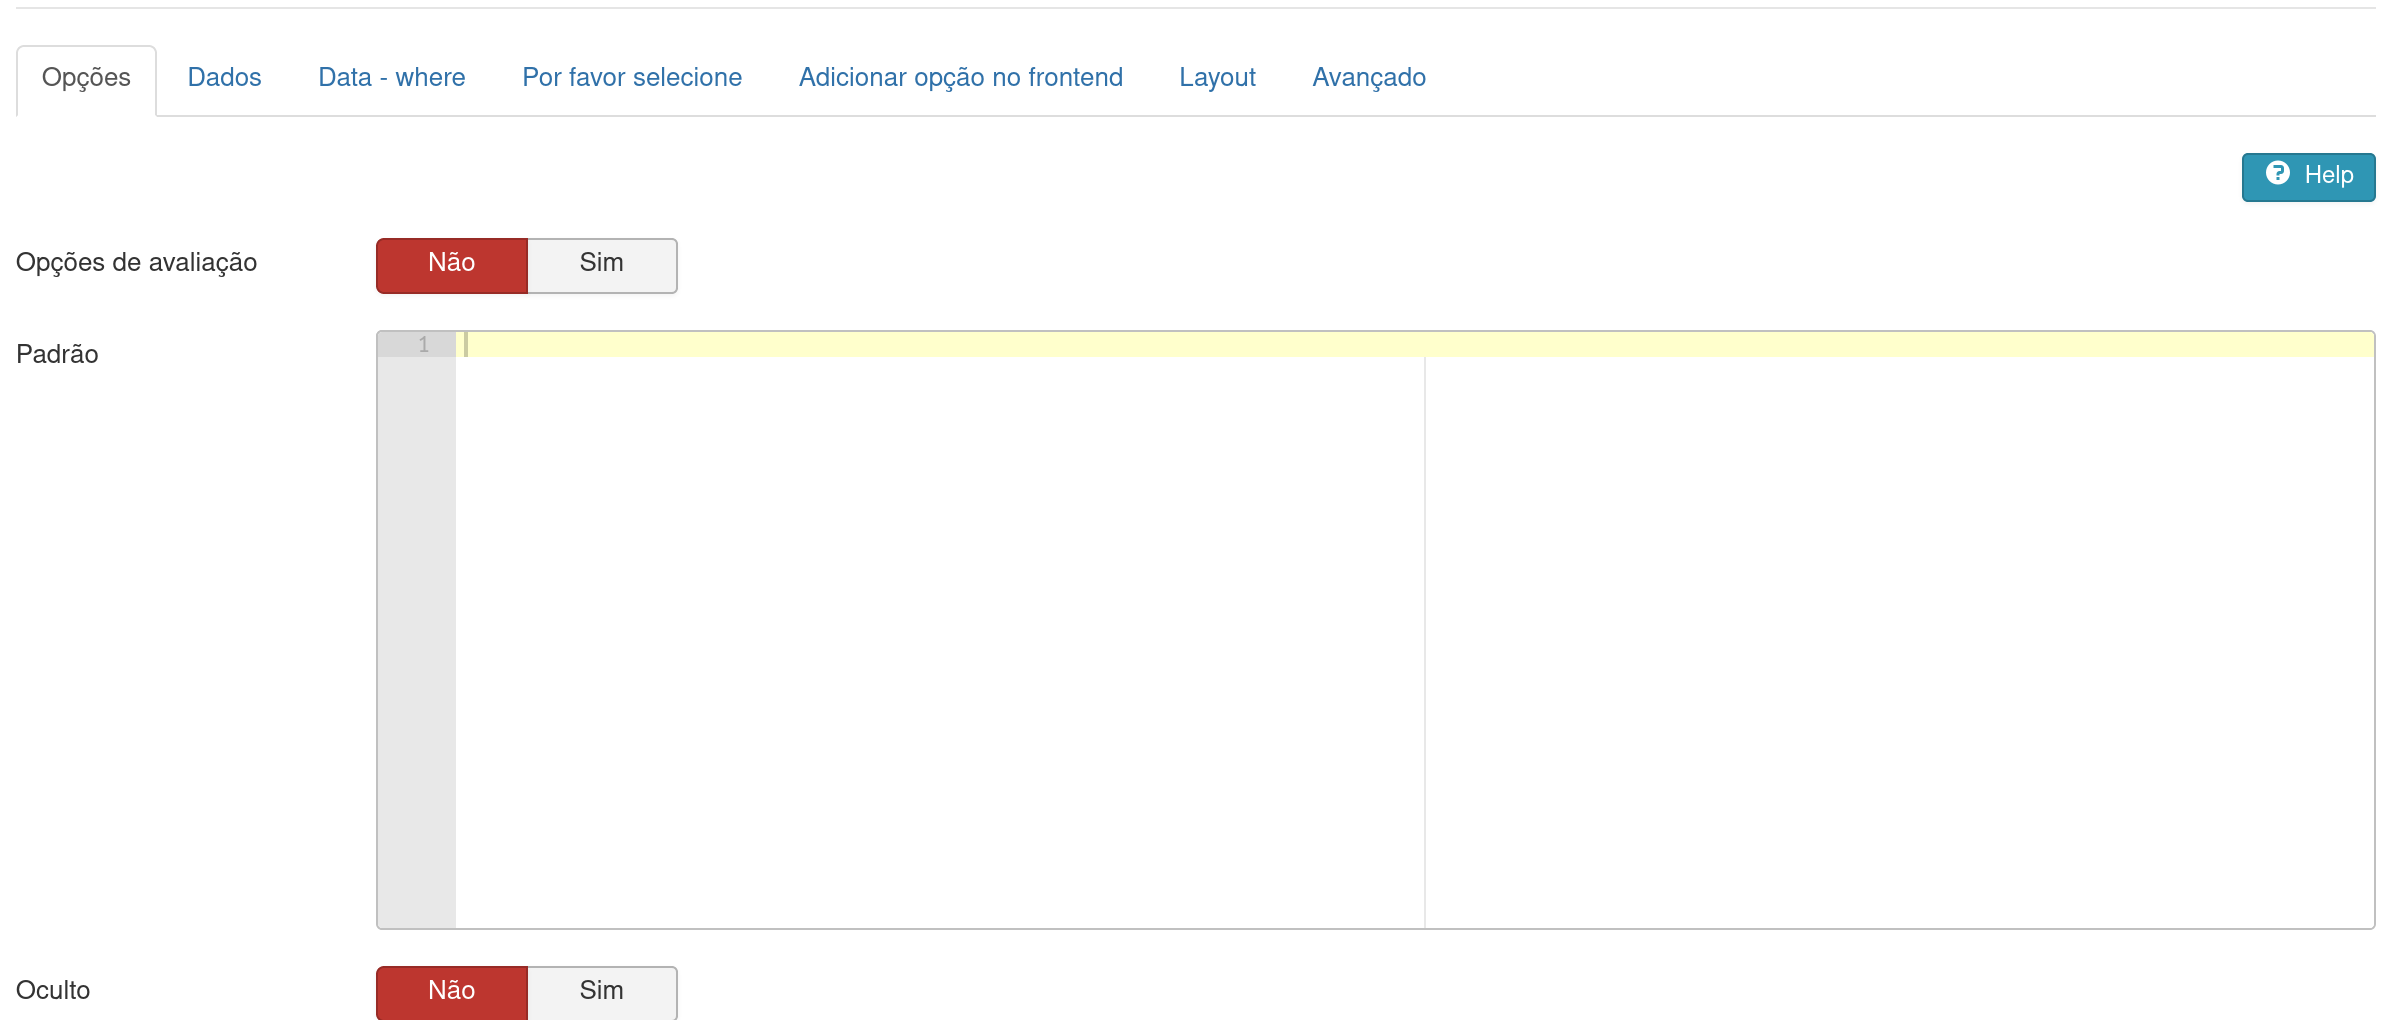 Opções Dados Data - where Por favor selecione Adicionar opção no frontend Layout Avançado
Help
Opções de avaliação Não Sim
Padrão 1
Oculto Não Sim